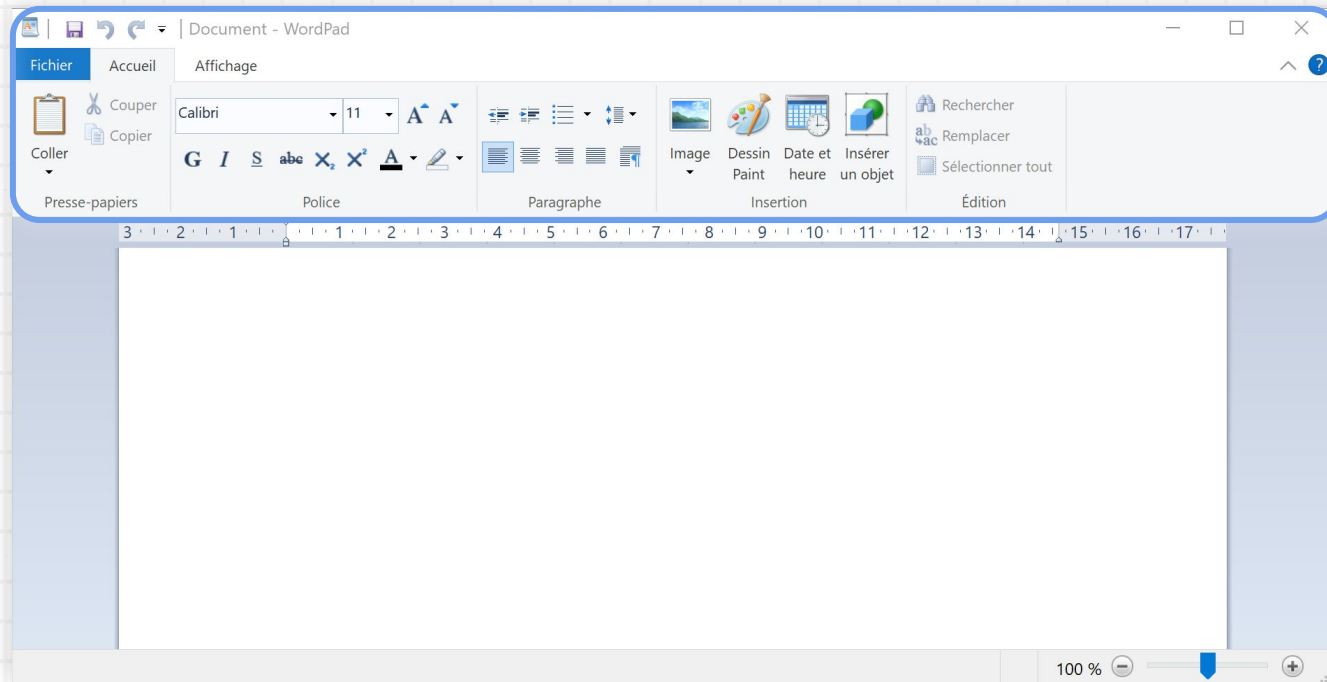 Document - WordPad
Fichier Accueil Affichage
Coller
Couper
Copier
Presse-papiers
Calibri 11
G I S abc X₂ X² A
Police
Paragraphe
Image
Dessin Paint
Date et heure
Insérer un objet
Insertion
Rechercher
Remplacer
Sélectionner tout
Édition
3 2 1 1 2 3 4 5 6 7 8 9 10 11 12 13 14 15 16 17
100 %